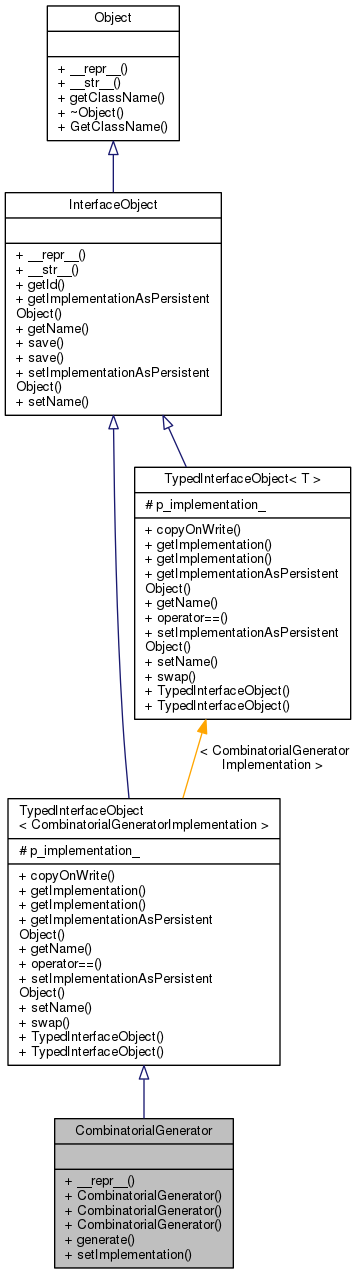 Object
+ __repr__()
+ __str__()
+ getClassName()
+ ~Object()
+ GetClassName()
InterfaceObject
+ __repr__()
+ __str__()
+ getId()
+ getImplementationAsPersistent
Object()
+ getName()
+ save()
+ save()
+ setImplementationAsPersistent
Object()
+ setName()
TypedInterfaceObject< T >
# p_implementation_
+ copyOnWrite()
+ getImplementation()
+ getImplementation()
+ getImplementationAsPersistent
Object()
+ getName()
+ operator==()
+ setImplementationAsPersistent
Object()
+ setName()
+ swap()
+ TypedInterfaceObject()
+ TypedInterfaceObject()
< CombinatorialGenerator
Implementation >
TypedInterfaceObject
< CombinatorialGeneratorImplementation >
# p_implementation_
+ copyOnWrite()
+ getImplementation()
+ getImplementation()
+ getImplementationAsPersistent
Object()
+ getName()
+ operator==()
+ setImplementationAsPersistent
Object()
+ setName()
+ swap()
+ TypedInterfaceObject()
+ TypedInterfaceObject()
CombinatorialGenerator
+ __repr__()
+ CombinatorialGenerator()
+ CombinatorialGenerator()
+ CombinatorialGenerator()
+ generate()
+ setImplementation()